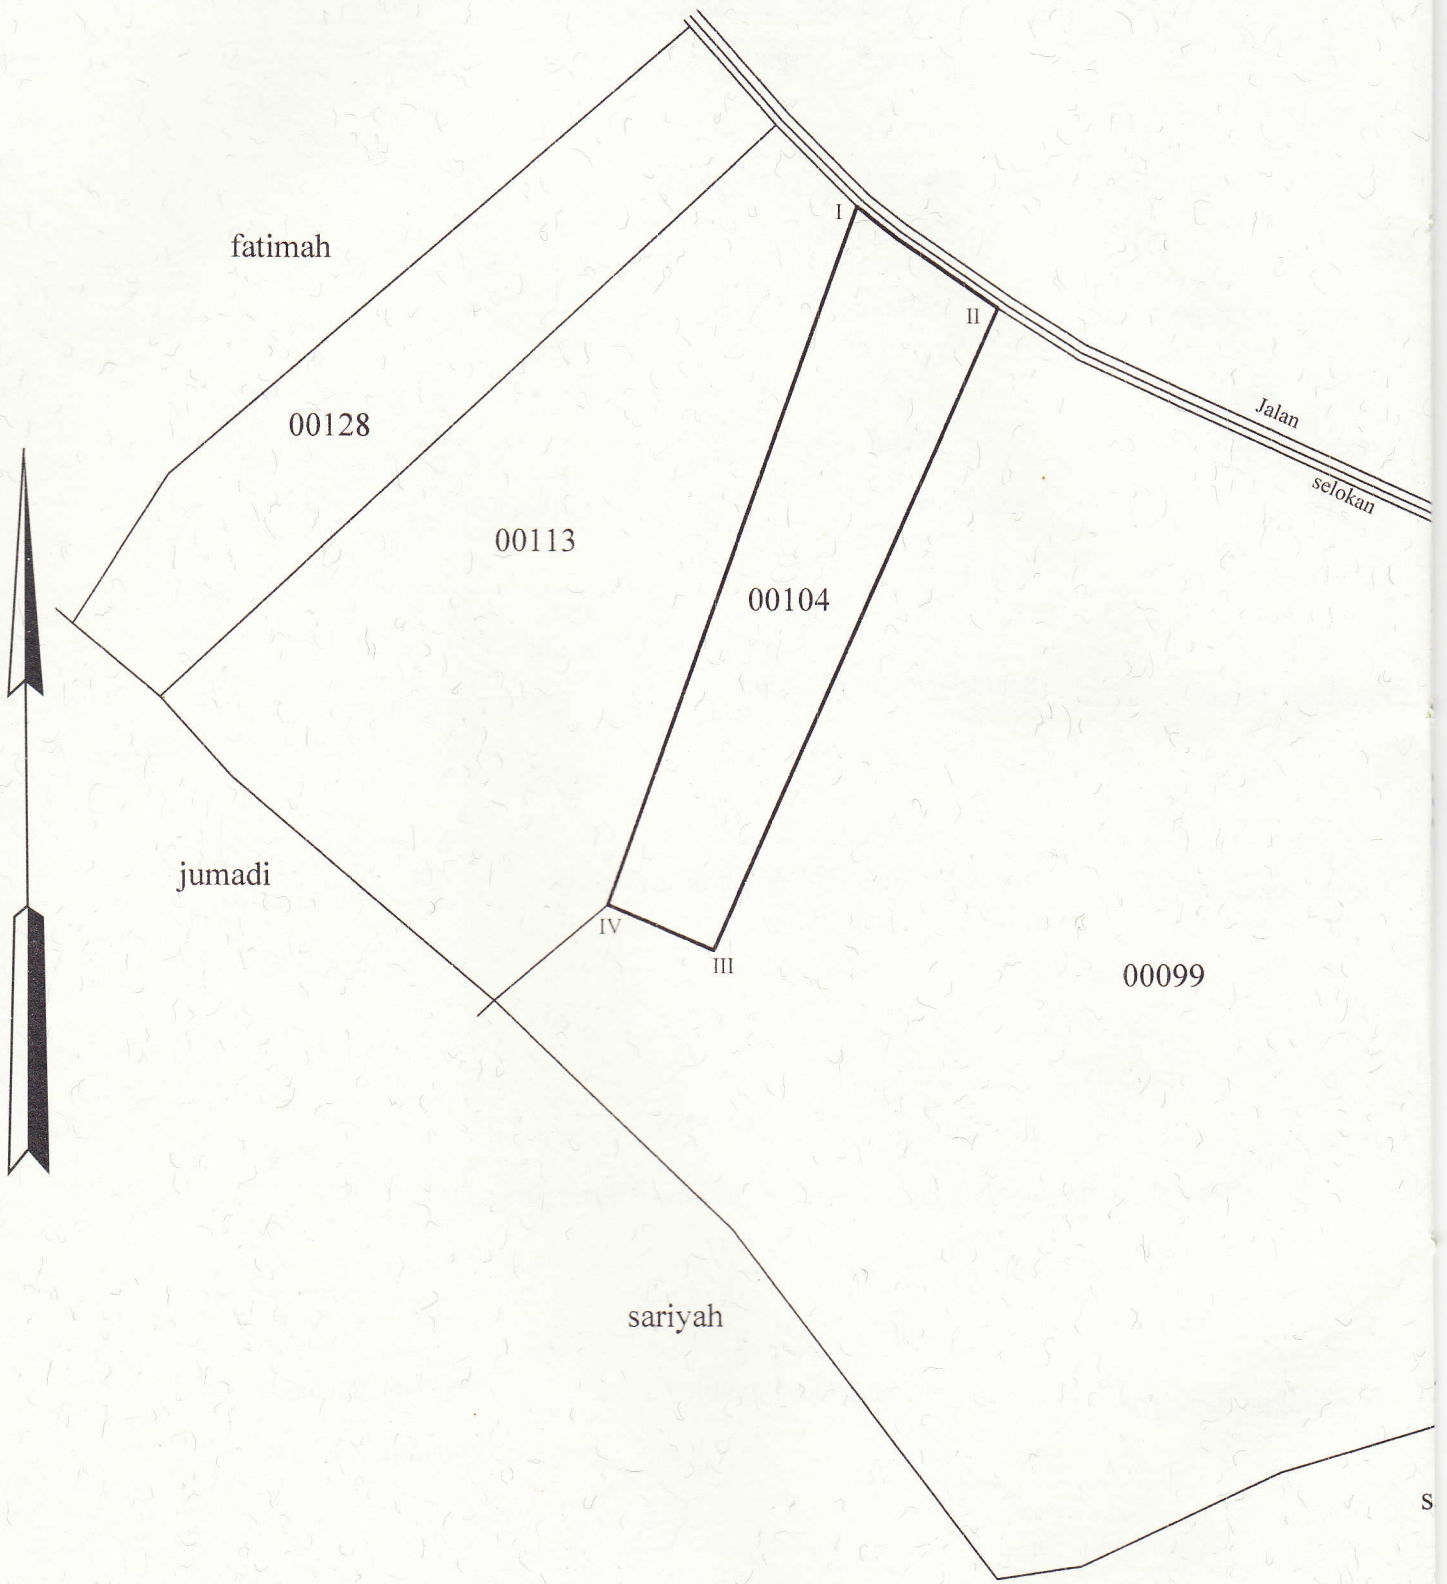 I
fatimah
II
Jalan
00128
selokan
00113
00104
jumadi
IV
III
00099
sariyah
s